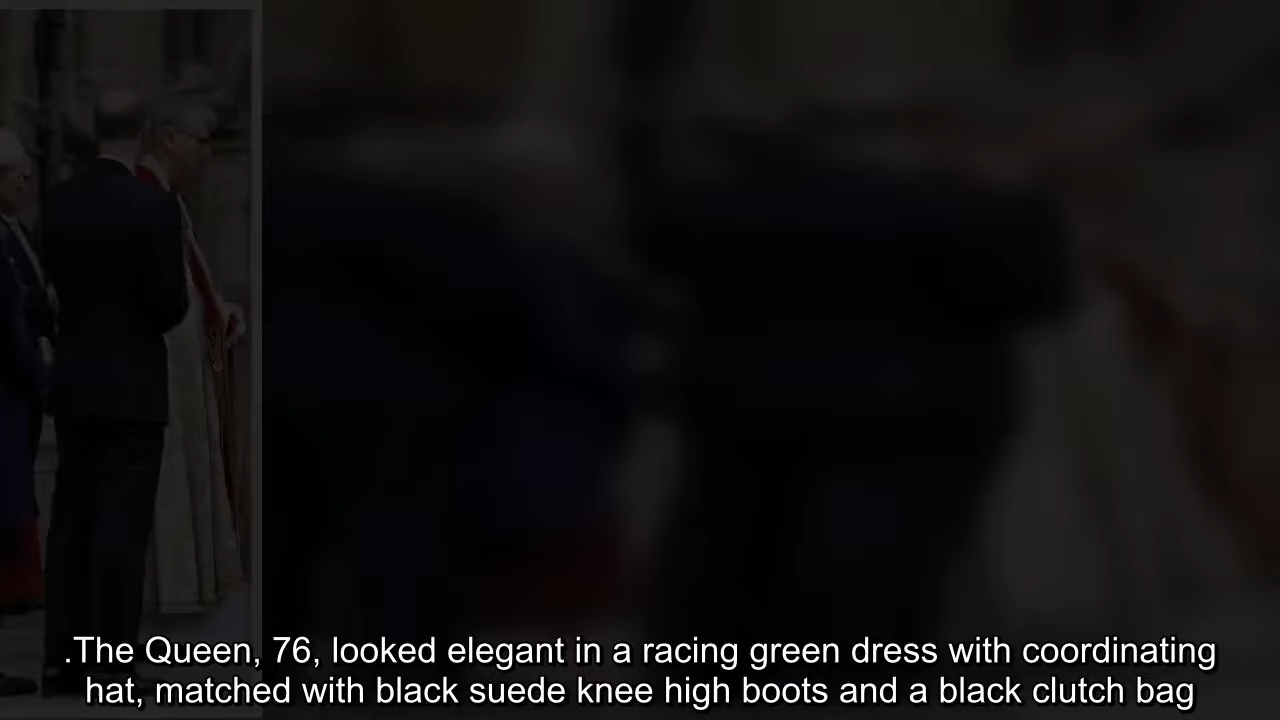 .The Queen, 76, looked elegant in a racing green dress with coordinating
hat, matched with black suede knee high boots and a black clutch bag